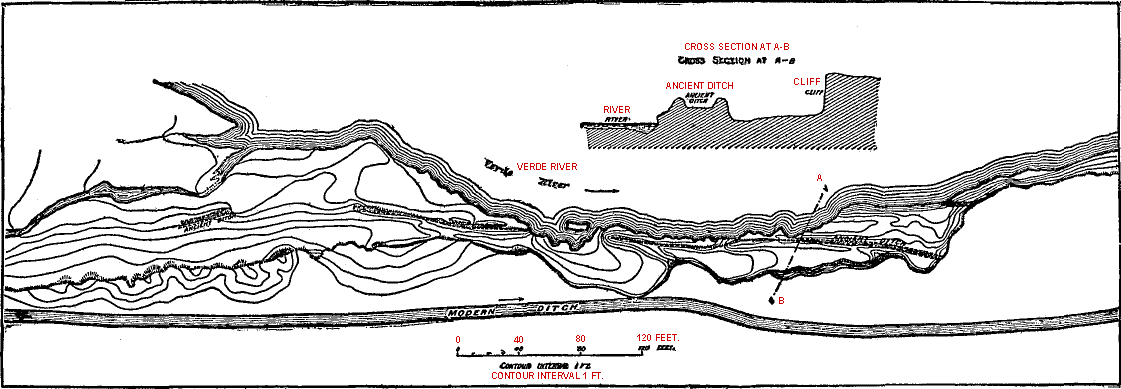 CROSS SECTION AT A-B
CROSS SECTION AT A-B
ANCIENT DITCH
ANCIENT
DITCH
CLIFF
CLIFF
RIVER
RIVER
VERDE RIVER
Verde
River
A
B
ANCIENT
MODERN DITCH
0 40 80 120 FEET.
0 40 80 120 FEET.
CONTOUR INTERVAL 1 FT.
CONTOUR INTERVAL 1 FT.